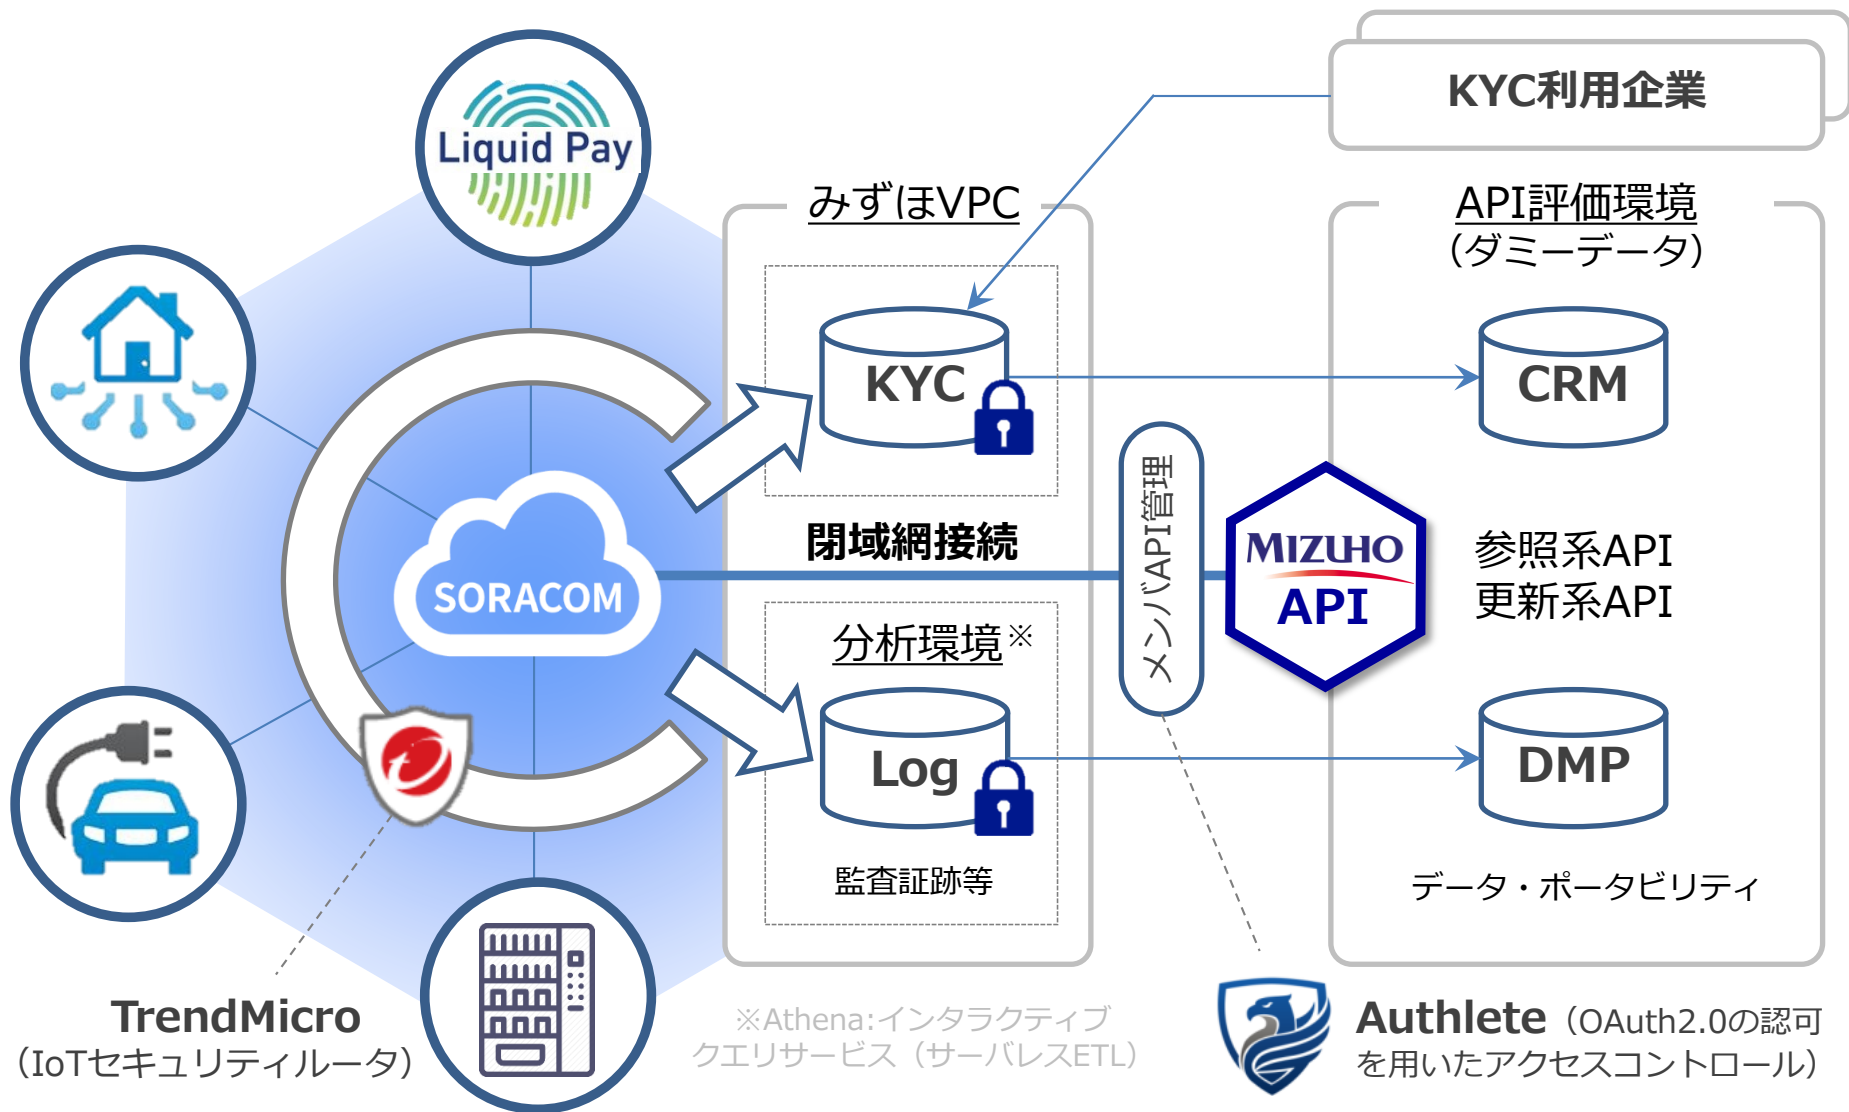 Liquid Pay
KYC利用企業
みずほVPC
API評価環境
（ダミーデータ）
KYC
CRM
閉域網接続
メンバAPI管理
MIZUHO
API
参照系API
更新系API
SORACOM
分析環境※
Log
DMP
監査証跡等
データ・ポータビリティ
TrendMicro
（IoTセキュリティルータ）
※Athena:インタラクティブ
クエリサービス（サーバレスETL）
Authlete（OAuth2.0の認可
を用いたアクセスコントロール）